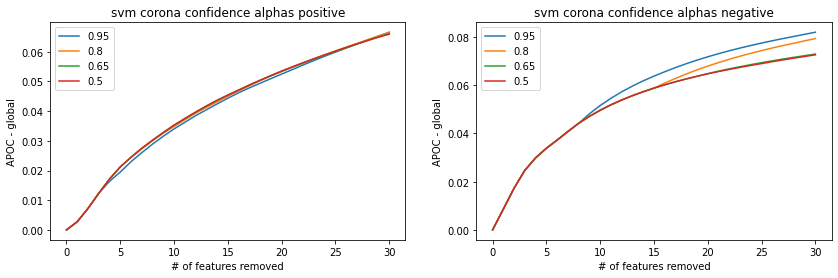 svm corona confidence alphas positive
0.95
0.8
0.65
0.5
0.06
0.05
0.04
0.03
0.02
0.01
0.00
APOC - global
0 5 10 15 20 25 30
# of features removed
svm corona confidence alphas negative
0.95
0.8
0.65
0.5
0.08
0.06
0.04
0.02
0.00
APOC - global
0 5 10 15 20 25 30
# of features removed